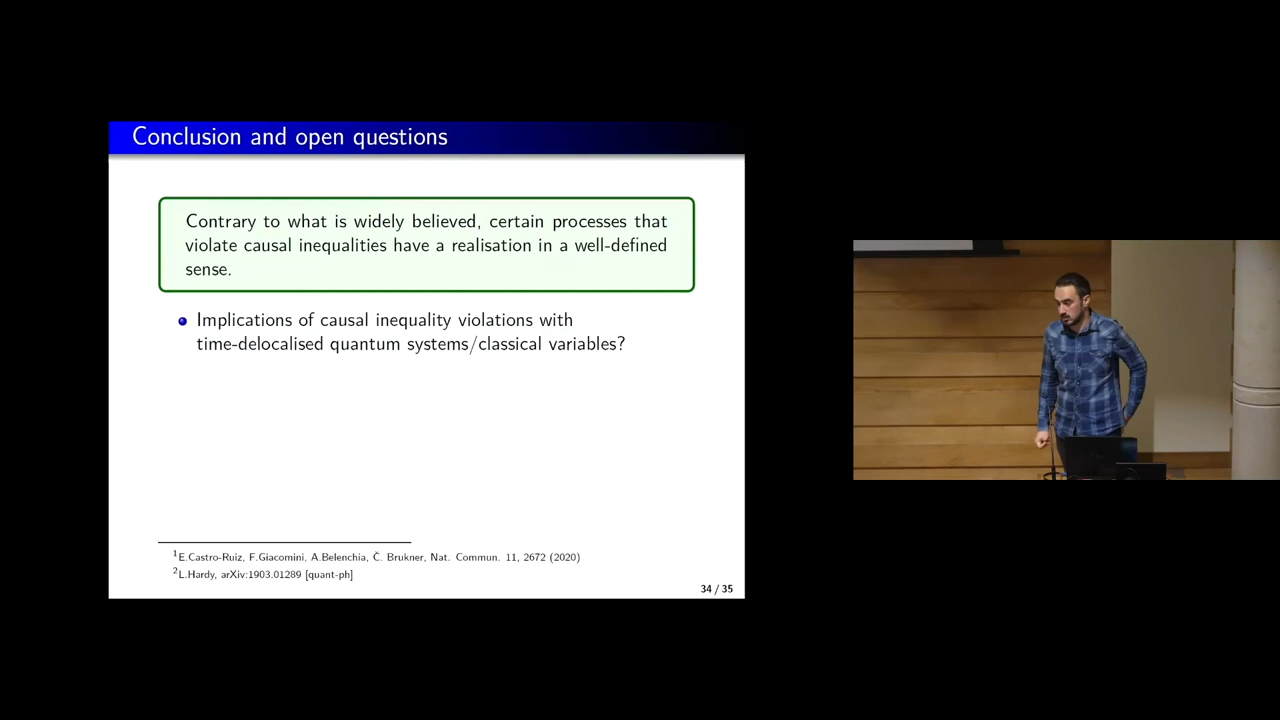 Conclusion and open questions
Contrary to what is widely believed, certain processes that
violate causal inequalities have a realisation in a well-defined
sense.
Implications of causal inequality violations with
time-delocalised quantum systems/classical variables?
1E.Castro-Ruiz, F.Giacomini, A.Belenchia, Č. Brukner, Nat. Commun. 11, 2672 (2020)
2L.Hardy, arXiv:1903.01289 [quant-ph]
34 / 35